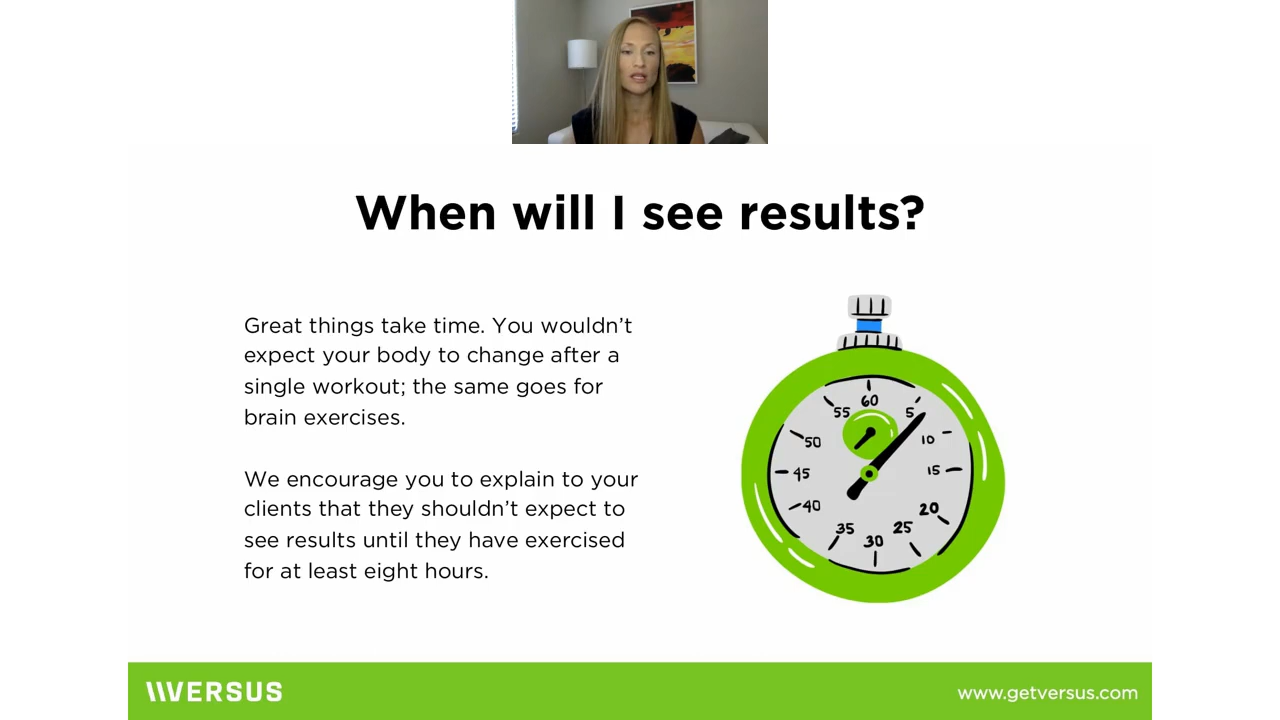 When will I see results?
Great things take time. You wouldn’t
expect your body to change after a
single workout; the same goes for
brain exercises.
We encourage you to explain to your
clients that they shouldn’t expect to
see results until they have exercised
for at least eight hours.
60
5
10
15
20
25
30
35
40
45
50
55
VERSUS
www.getversus.com